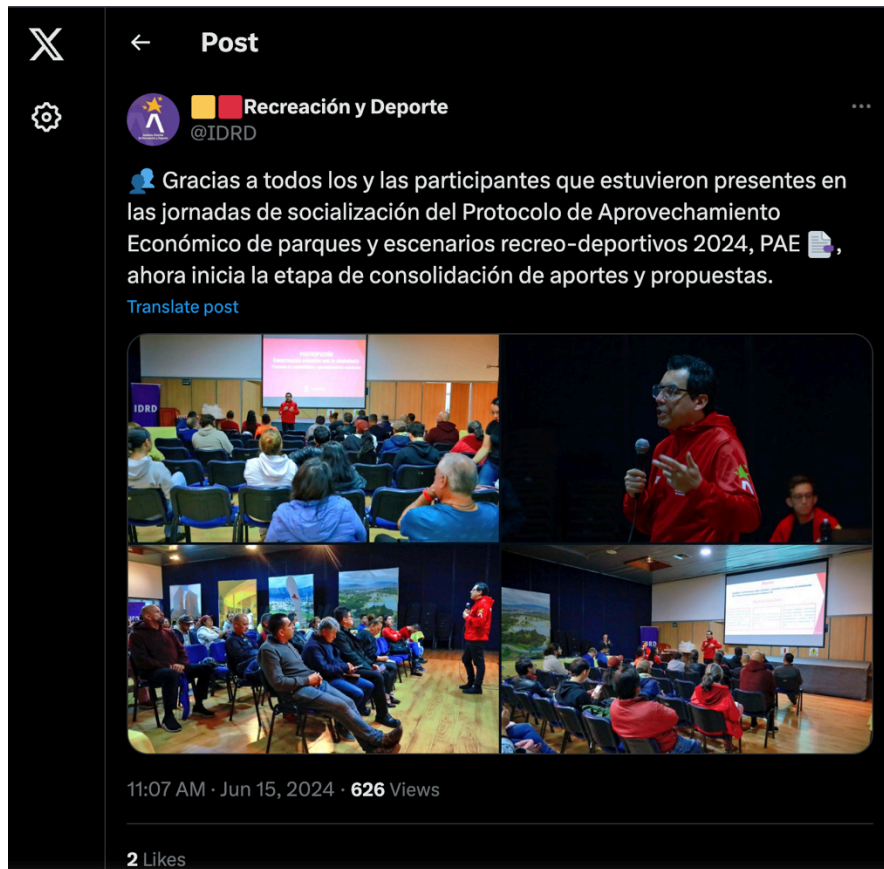 Post
Recreación y Deporte
@IDRD
Gracias a todos los y las participantes que estuvieron presentes en
las jornadas de socialización del Protocolo de Aprovechamiento
Económico de parques y escenarios recreo-deportivos 2024, PAE ,
ahora inicia la etapa de consolidación de aportes y propuestas.
Translate post
IDRD
IDRD
11:07 AM · Jun 15, 2024 · 626 Views
2 Likes